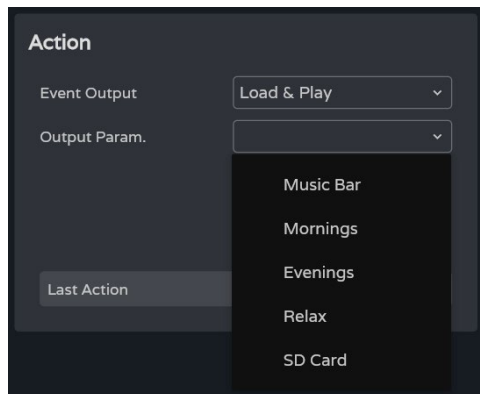 Action
Event Output Load & Play
Output Param.
Music Bar
Mornings
Evenings
Last Action
Relax
SD Card